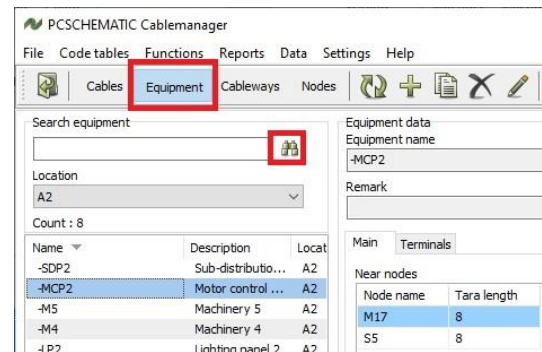 PCSCHEMATIC Cablemanager
File Code tables Functions Reports Data Settings Help
Cables Equipment Cableways Nodes
Search equipment
Location
A2
Count : 8
Name Description Locat
-SDP2 Sub-distributio... A2
-MCP2 Motor control ... A2
-M5 Machinery 5 A2
-M4 Machinery 4 A2
-LP2 Lighting panel 2 A2
Equipment data
Equipment name
-MCP2
Remark
Main Terminals
Near nodes
Node name Tara length
M17 8
S5 8